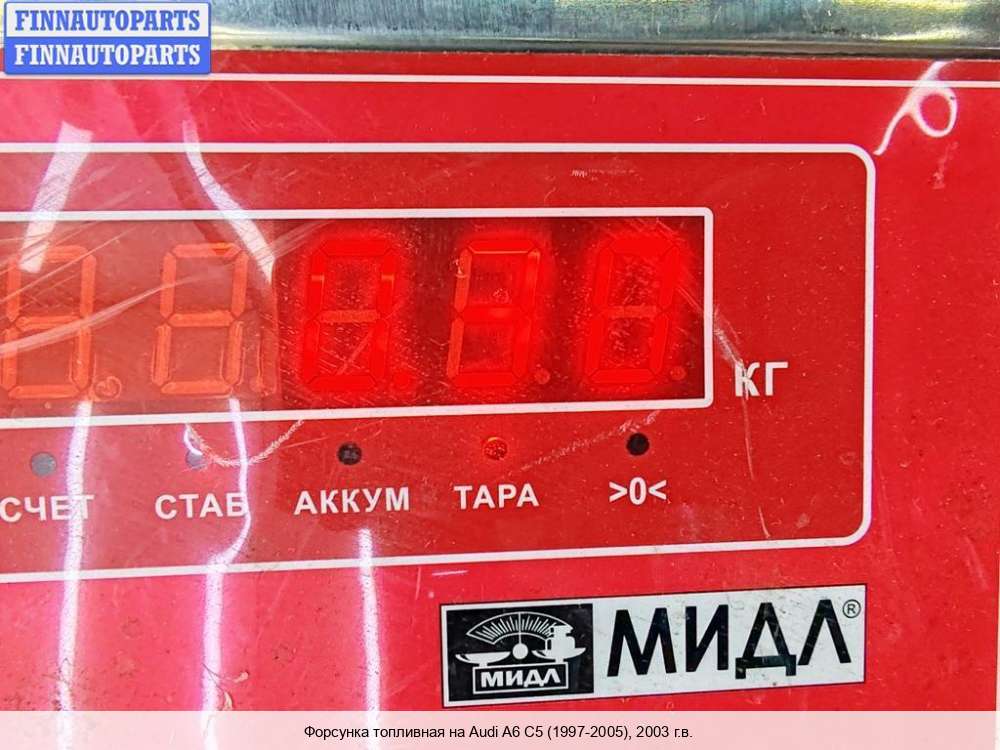 FINNAUTOPARTS
FINNAUTOPARTS
КГ
СЧЕТ СТАБ АККУМ ТАРА >0<
МИДЛ МИДЛ®
Форсунка топливная на Audi A6 C5 (1997-2005), 2003 г.в.